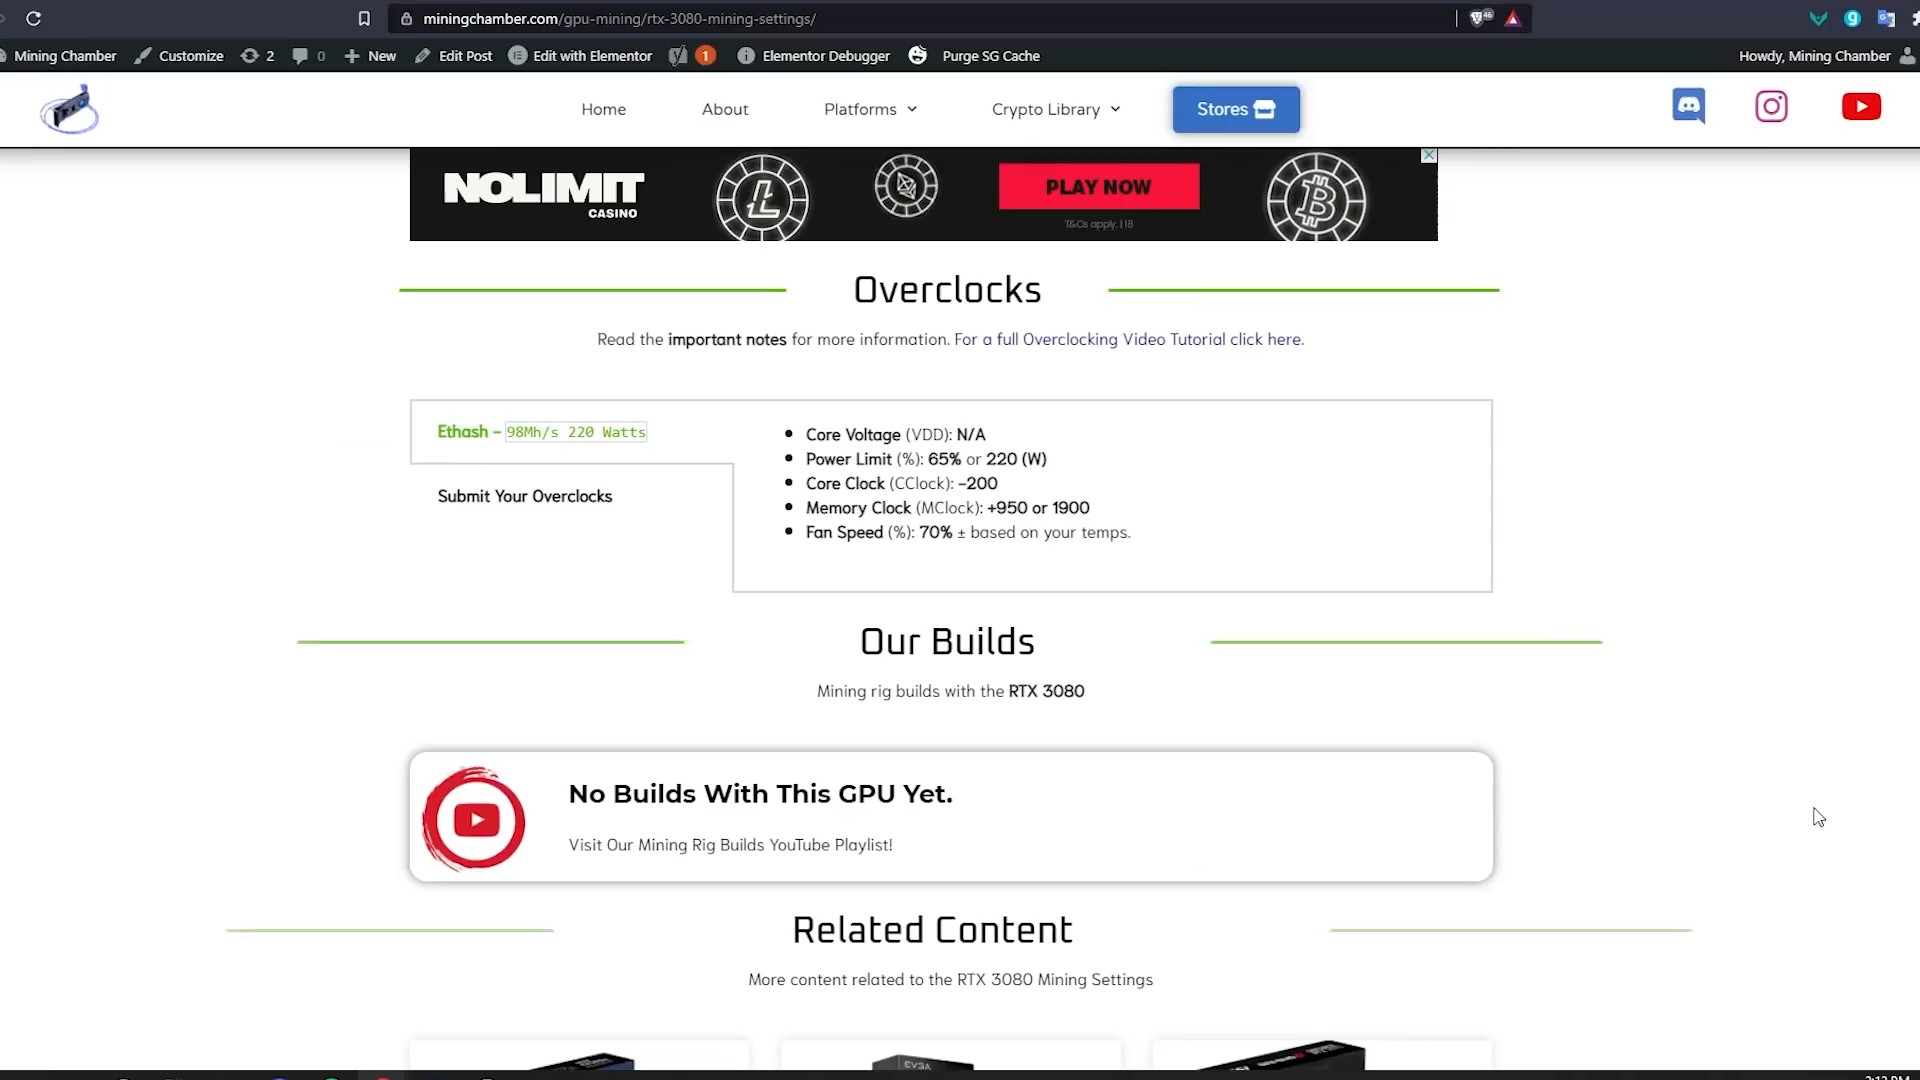 miningchamber.com/gpu-mining/rtx-3080-mining-settings/
46
Mining Chamber
Customize
2
0
New
Edit Post
Edit with Elementor
1
Elementor Debugger
Purge SG Cache
Howdy, Mining Chamber
Home
About
Platforms
Crypto Library
Stores
NOLIMIT
CASINO
PLAY NOW
T&Cs apply. | 18
Overclocks
Read the important notes for more information. For a full Overclocking Video Tutorial click here.
Ethash - 98Mh/s 220 Watts
Submit Your Overclocks
Core Voltage (VDD): N/A
Power Limit (%): 65% or 220 (W)
Core Clock (CClock): -200
Memory Clock (MClock): +950 or 1900
Fan Speed (%): 70% ± based on your temps.
Our Builds
Mining rig builds with the RTX 3080
No Builds With This GPU Yet.
Visit Our Mining Rig Builds YouTube Playlist!
Related Content
More content related to the RTX 3080 Mining Settings
EVGA